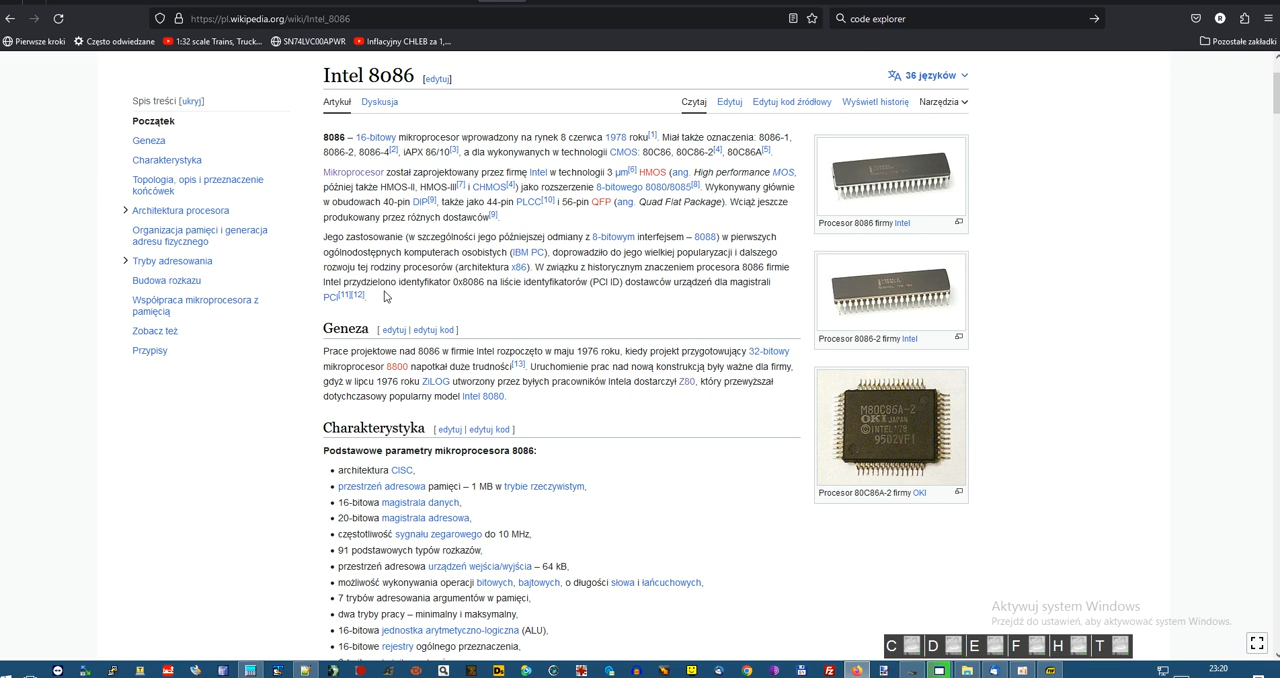 https://pl.wikipedia.org/wiki/Intel_8086
code explorer
Pierwsze kroki
Często odwiedzane
1:32 scale Trains, Truck...
SN74LVC00APWR
Inflacyjny CHLEB za 1,...
Pozostałe zakładki
Intel 8086 [edytuj]
36 języków
Spis treści [ukryj]
Początek
Geneza
Charakterystyka
Topologia, opis i przeznaczenie
końcówek
Architektura procesora
Organizacja pamięci i generacja
adresu fizycznego
Tryby adresowania
Budowa rozkazu
Współpraca mikroprocesora z
pamięcią
Zobacz też
Przypisy
Artykuł Dyskusja
Czytaj Edytuj Edytuj kod źródłowy Wyświetl historię Narzędzia
8086 – 16-bitowy mikroprocesor wprowadzony na rynek 8 czerwca 1978 roku[1]. Miał także oznaczenia: 8086-1,
8086-2, 8086-4[2], iAPX 86/10[3], a dla wykonywanych w technologii CMOS: 80C86, 80C86-2[4], 80C86A[5].
Mikroprocesor został zaprojektowany przez firmę Intel w technologii 3 μm[6] HMOS (ang. High performance MOS,
później także HMOS-II, HMOS-III[7] i CHMOS[4]) jako rozszerzenie 8-bitowego 8080/8085[8]. Wykonywany głównie
w obudowach 40-pin DIP[9], także jako 44-pin PLCC[10] i 56-pin QFP (ang. Quad Flat Package). Wciąż jeszcze
produkowany przez różnych dostawców[9].
Jego zastosowanie (w szczególności jego późniejszej odmiany z 8-bitowym interfejsem – 8088) w pierwszych
ogólnodostępnych komputerach osobistych (IBM PC), doprowadziło do jego wielkiej popularyzacji i dalszego
rozwoju tej rodziny procesorów (architektura x86). W związku z historycznym znaczeniem procesora 8086 firmie
Intel przydzielono identyfikator 0x8086 na liście identyfikatorów (PCI ID) dostawców urządzeń dla magistrali
PCI[11][12].
Geneza [ edytuj | edytuj kod ]
Prace projektowe nad 8086 w firmie Intel rozpoczęto w maju 1976 roku, kiedy projekt przygotowujący 32-bitowy
mikroprocesor 8800 napotkał duże trudności[13]. Uruchomienie prac nad nową konstrukcją były ważne dla firmy,
gdyż w lipcu 1976 roku ZiLOG utworzony przez byłych pracowników Intela dostarczył Z80, który przewyższał
dotychczasowy popularny model Intel 8080.
Charakterystyka [ edytuj | edytuj kod ]
Podstawowe parametry mikroprocesora 8086:
• architektura CISC,
• przestrzeń adresowa pamięci – 1 MB w trybie rzeczywistym,
• 16-bitowa magistrala danych,
• 20-bitowa magistrala adresowa,
• częstotliwość sygnału zegarowego do 10 MHz,
• 91 podstawowych typów rozkazów,
• przestrzeń adresowa urządzeń wejścia/wyjścia – 64 kB,
• możliwość wykonywania operacji bitowych, bajtowych, o długości słowa i łańcuchowych,
• 7 trybów adresowania argumentów w pamięci,
• dwa tryby pracy – minimalny i maksymalny,
• 16-bitowa jednostka arytmetyczno-logiczna (ALU),
• 16-bitowe rejestry ogólnego przeznaczenia,
Procesor 8086 firmy Intel
Procesor 8086-2 firmy Intel
M80C86A-2
OKI JAPAN
©INTEL'78
9502VFI
Procesor 80C86A-2 firmy OKI
Aktywuj system Windows
Przejdź do ustawień, aby aktywować system Windows.
C D E F H T
23:20